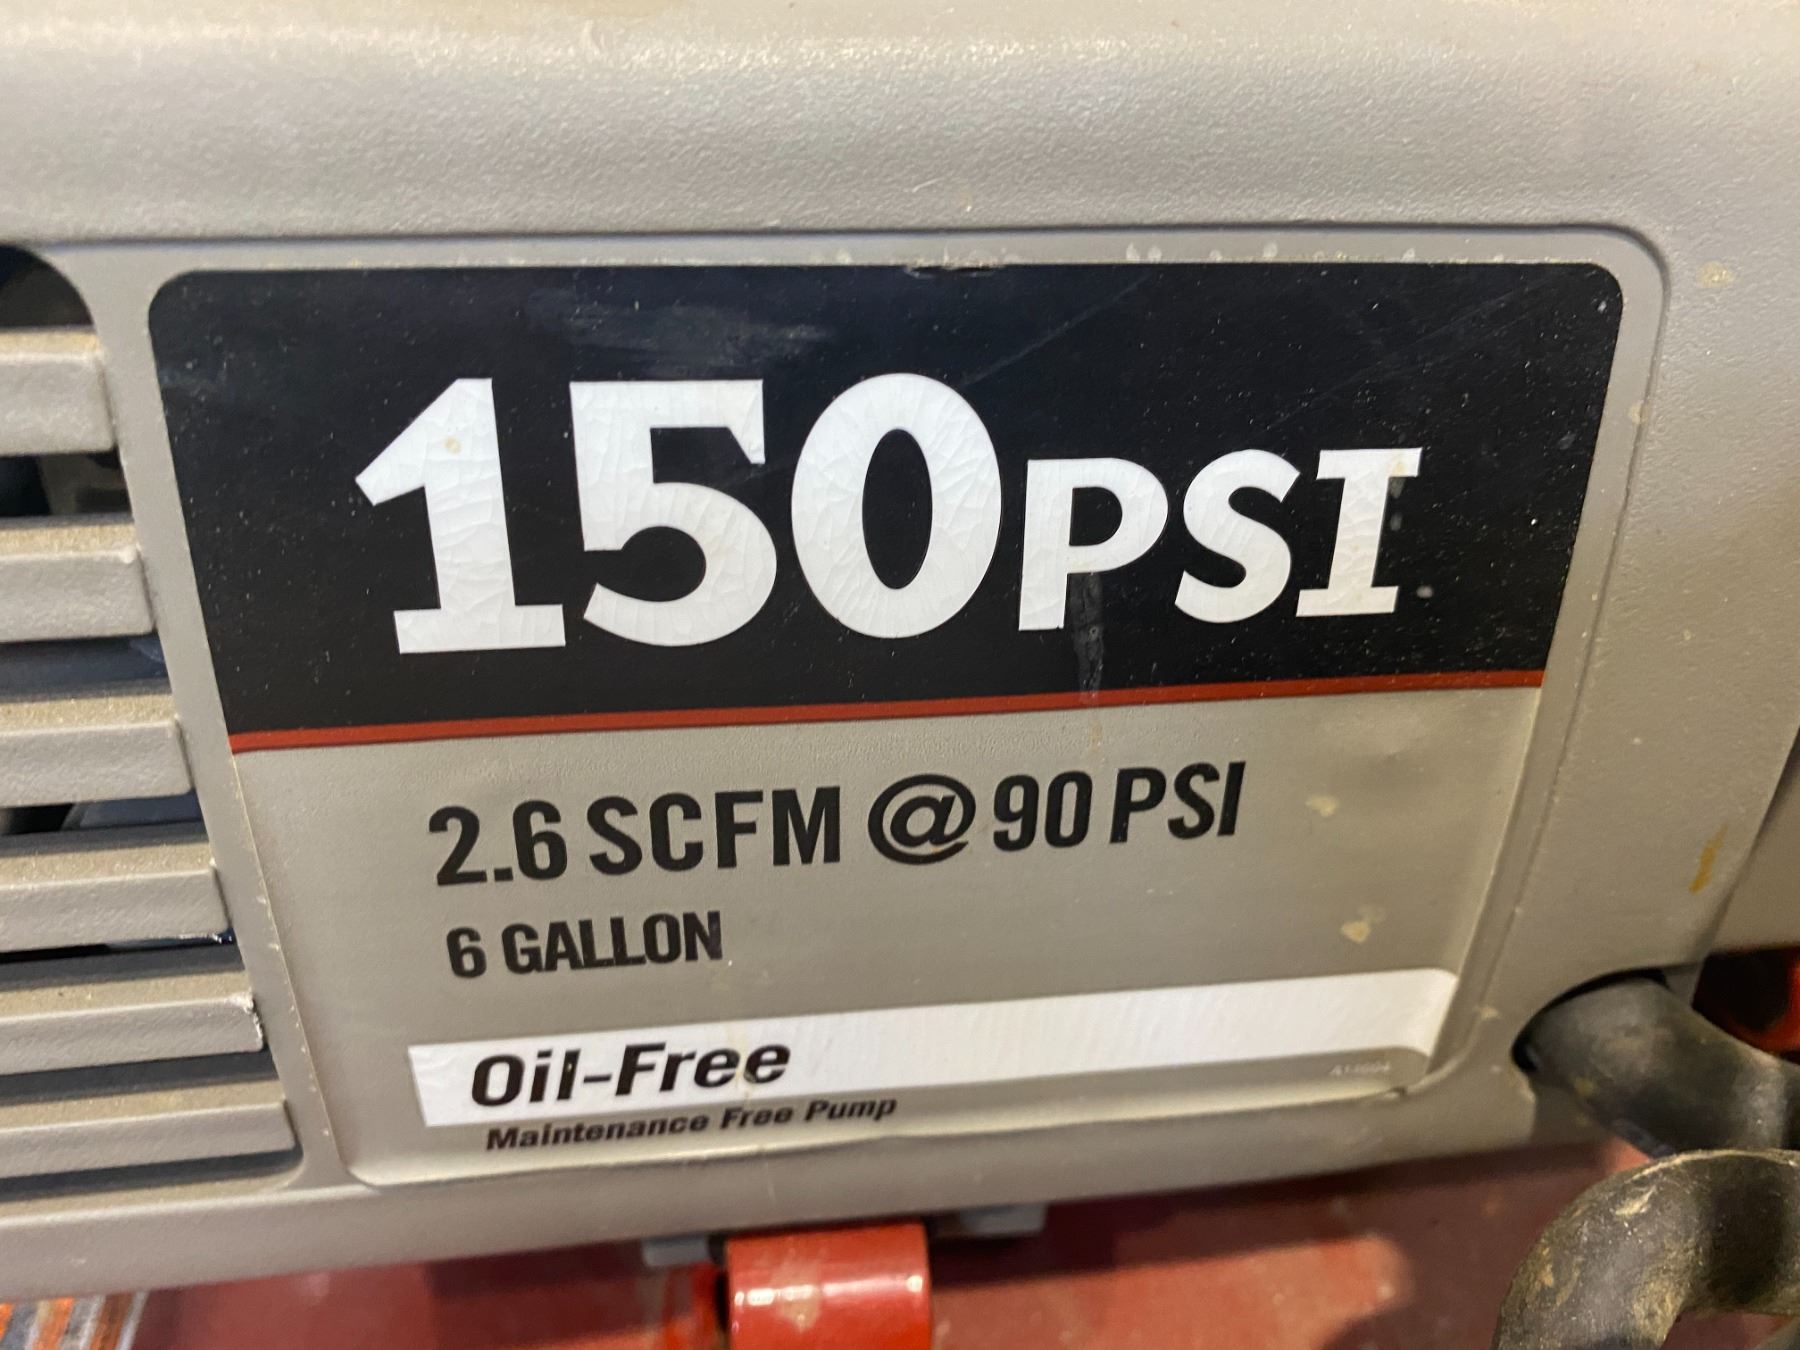 150PSI
2.6 SCFM @ 90 PSI
6 GALLON
Oil-Free
Maintenance Free Pump